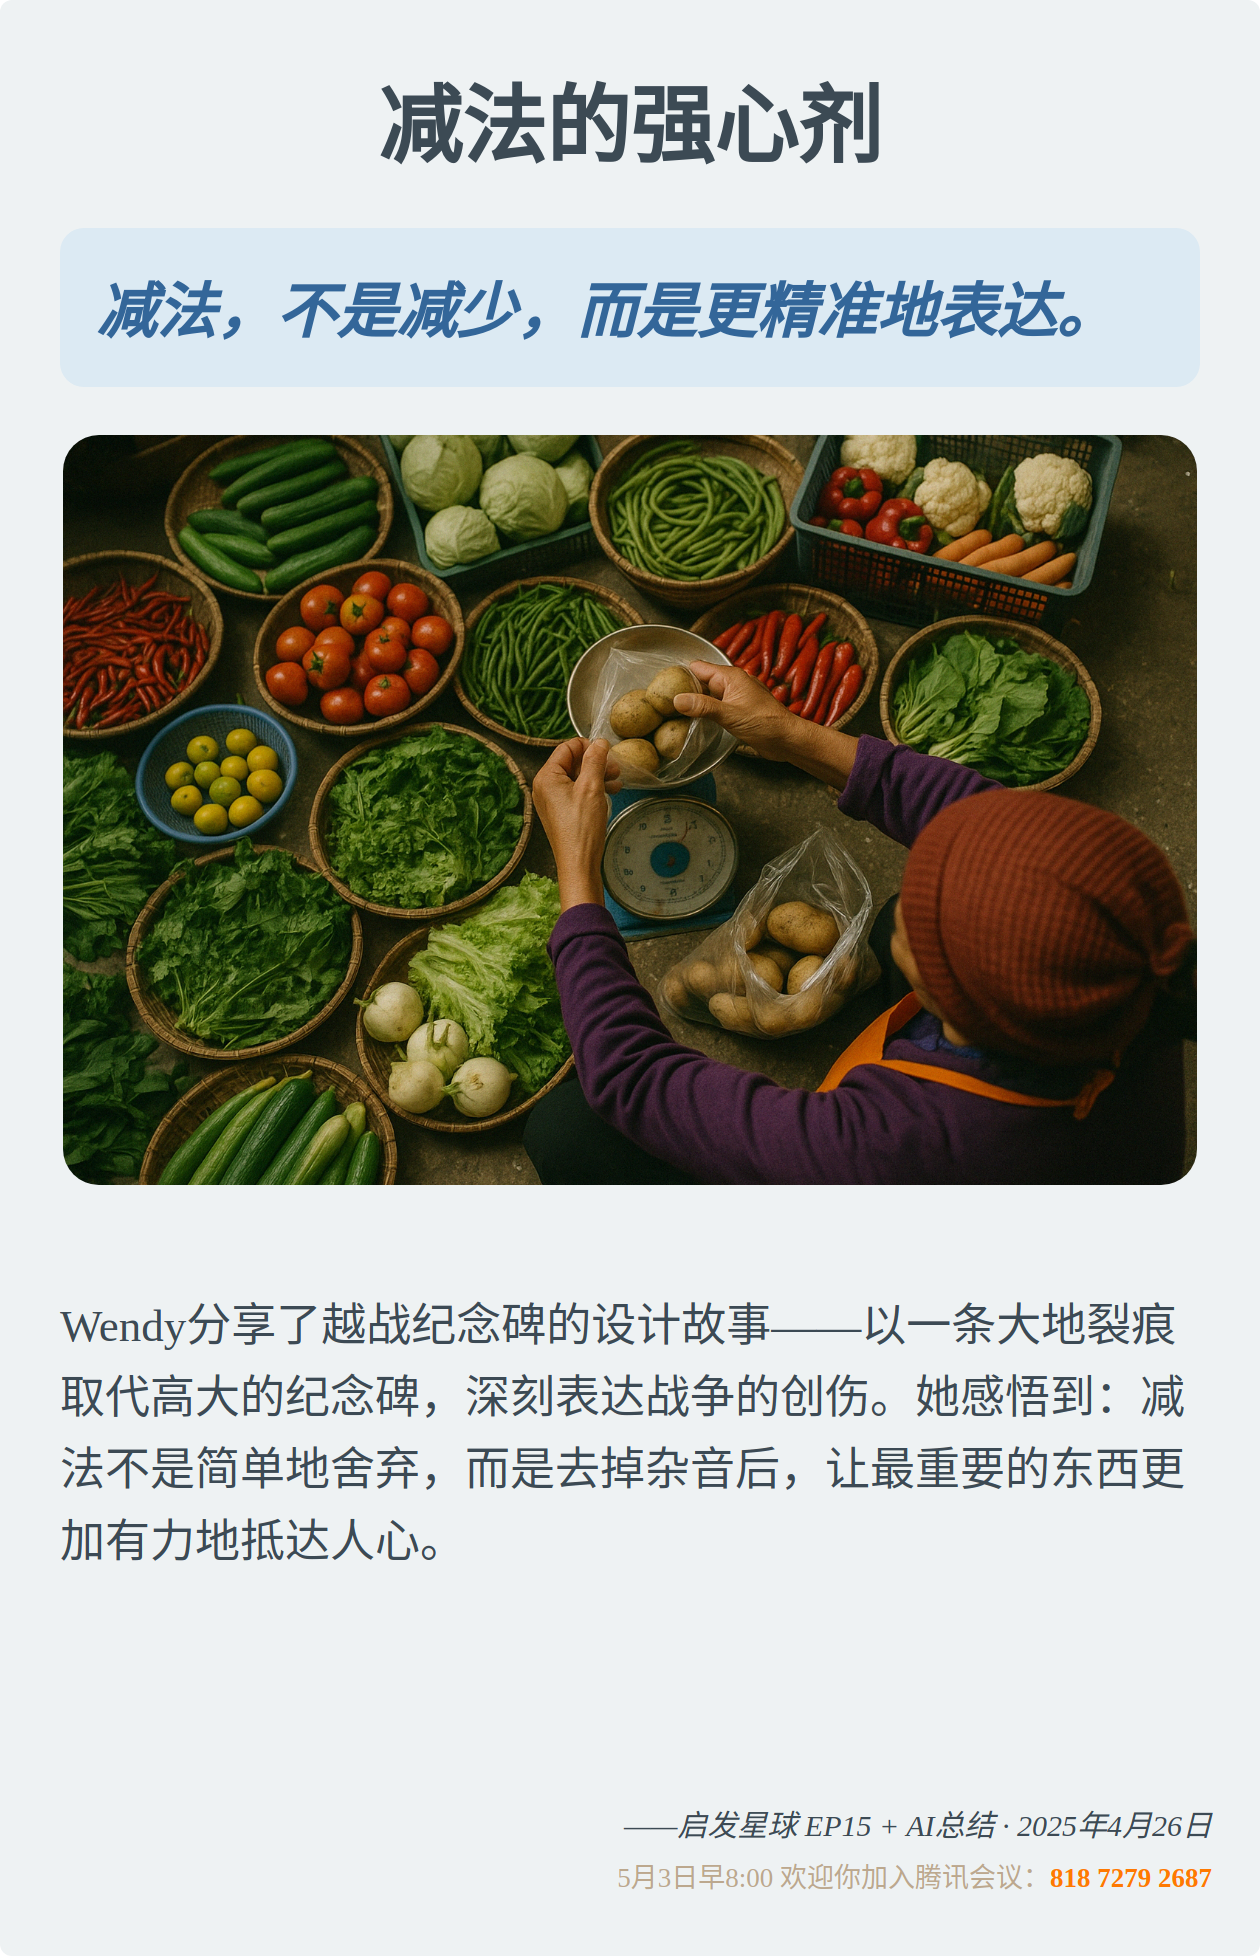 减法的强心剂
减法，不是减少，而是更精准地表达。
Wendy分享了越战纪念碑的设计故事——以一条大地裂痕
取代高大的纪念碑，深刻表达战争的创伤。她感悟到：减
法不是简单地舍弃，而是去掉杂音后，让最重要的东西更
加有力地抵达人心。
——启发星球 EP15 + AI总结 · 2025年4月26日
5月3日早8:00 欢迎你加入腾讯会议：818 7279 2687